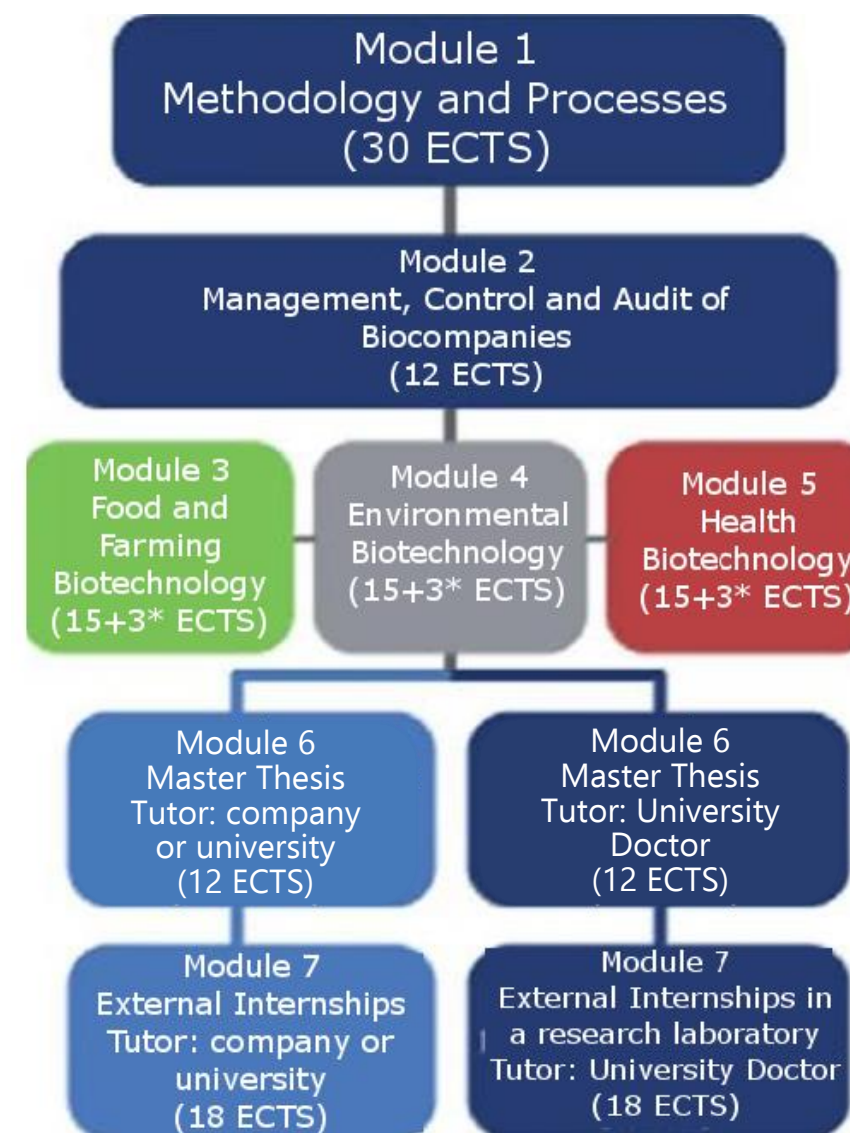 Module 1
Methodology and Processes
(30 ECTS)
Module 2
Management, Control and Audit of
Biocompanies
(12 ECTS)
Module 3
Food and
Farming
Biotechnology
(15+3* ECTS)
Module 4
Environmental
Biotechnology
(15+3* ECTS)
Module 5
Health
Biotechnology
(15+3* ECTS)
Module 6
Master Thesis
Tutor: company
or university
(12 ECTS)
Module 6
Master Thesis
Tutor: University
Doctor
(12 ECTS)
Module 7
External Internships
Tutor: company or
university
(18 ECTS)
Module 7
External Internships in
a research laboratory
Tutor: University Doctor
(18 ECTS)